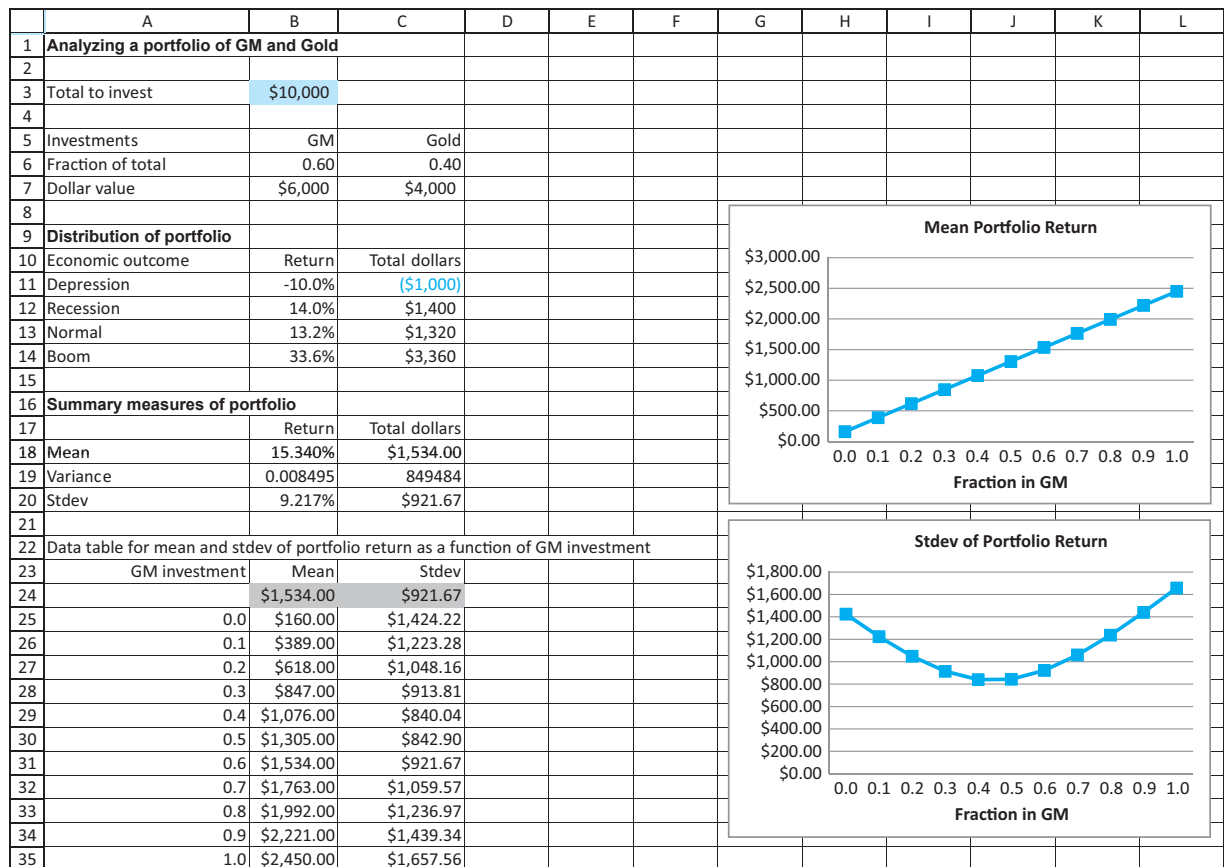 A B C D E F G H I J K L
1 Analyzing a portfolio of GM and Gold
2
3 Total to invest $10,000
4
5 Investments GM Gold
6 Fraction of total 0.60 0.40
7 Dollar value $6,000 $4,000
8
9 Distribution of portfolio
10 Economic outcome Return Total dollars
11 Depression -10.0% ($1,000)
12 Recession 14.0% $1,400
13 Normal 13.2% $1,320
14 Boom 33.6% $3,360
15
16 Summary measures of portfolio
17 Return Total dollars
18 Mean 15.340% $1,534.00
19 Variance 0.008495 849484
20 Stdev 9.217% $921.67
21
22 Data table for mean and stdev of portfolio return as a function of GM investment
23 GM investment Mean Stdev
24 $1,534.00 $921.67
25 0.0 $160.00 $1,424.22
26 0.1 $389.00 $1,223.28
27 0.2 $618.00 $1,048.16
28 0.3 $847.00 $913.81
29 0.4 $1,076.00 $840.04
30 0.5 $1,305.00 $842.90
31 0.6 $1,534.00 $921.67
32 0.7 $1,763.00 $1,059.57
33 0.8 $1,992.00 $1,236.97
34 0.9 $2,221.00 $1,439.34
35 1.0 $2,450.00 $1,657.56
Mean Portfolio Return
$3,000.00
$2,500.00
$2,000.00
$1,500.00
$1,000.00
$500.00
$0.00
0.0 0.1 0.2 0.3 0.4 0.5 0.6 0.7 0.8 0.9 1.0
Fraction in GM
Stdev of Portfolio Return
$1,800.00
$1,600.00
$1,400.00
$1,200.00
$1,000.00
$800.00
$600.00
$400.00
$200.00
$0.00
0.0 0.1 0.2 0.3 0.4 0.5 0.6 0.7 0.8 0.9 1.0
Fraction in GM